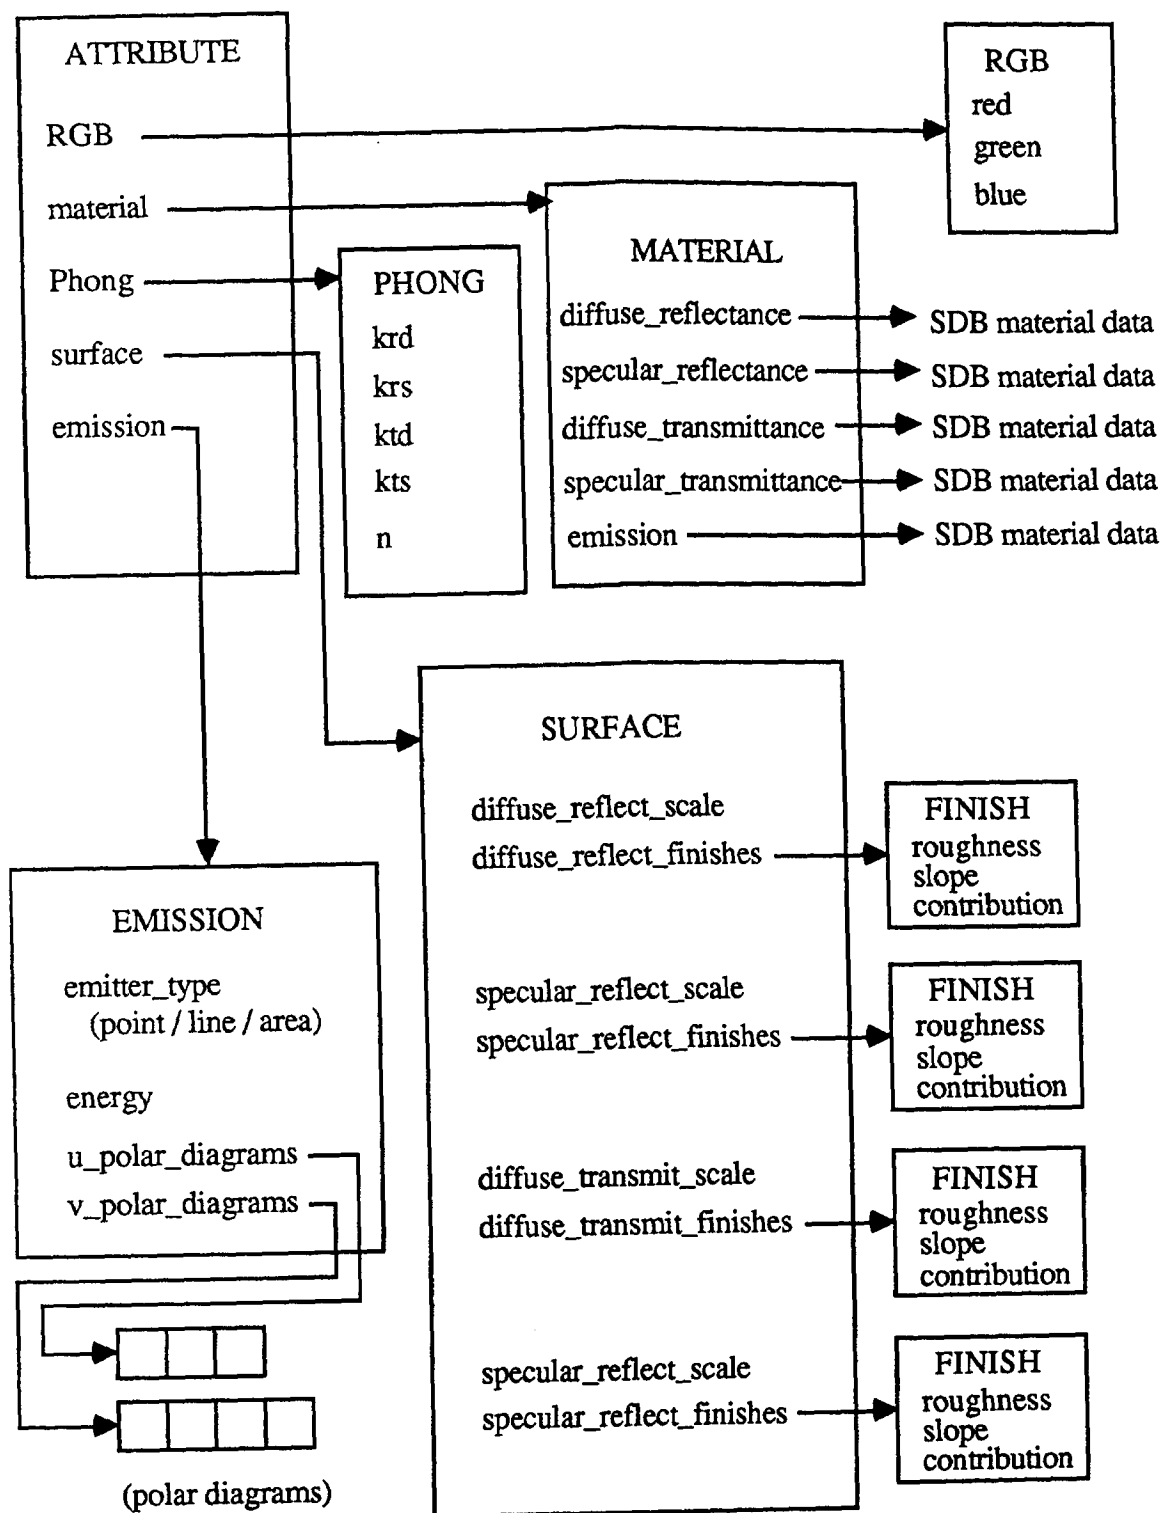 ATTRIBUTE
RGB
material
Phong
surface
emission
RGB
red
green
blue
PHONG
krd
krs
ktd
kts
n
MATERIAL
diffuse_reflectance
specular_reflectance
diffuse_transmittance
specular_transmittance
emission
SDB material data
SDB material data
SDB material data
SDB material data
SDB material data
SURFACE
diffuse_reflect_scale
diffuse_reflect_finishes
specular_reflect_scale
specular_reflect_finishes
diffuse_transmit_scale
diffuse_transmit_finishes
specular_reflect_scale
specular_reflect_finishes
FINISH
roughness
slope
contribution
FINISH
roughness
slope
contribution
FINISH
roughness
slope
contribution
FINISH
roughness
slope
contribution
EMISSION
emitter_type
(point / line / area)
energy
u_polar_diagrams
v_polar_diagrams
(polar diagrams)